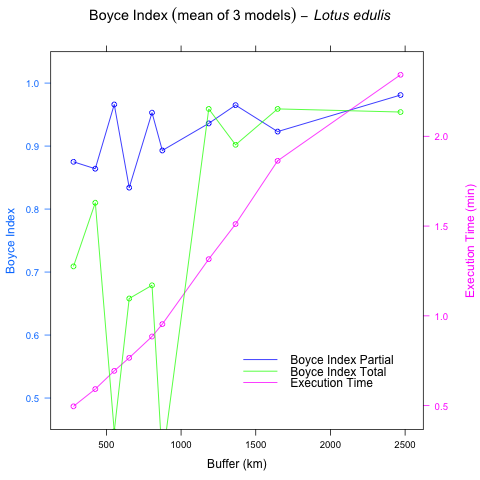 Boyce Index (mean of 3 models) – Lotus edulis
1.0
0.9
0.8
0.7
0.6
0.5
Boyce Index
2.0
1.5
1.0
0.5
Execution Time (min)
Boyce Index Partial
Boyce Index Total
Execution Time
500 1000 1500 2000 2500
Buffer (km)